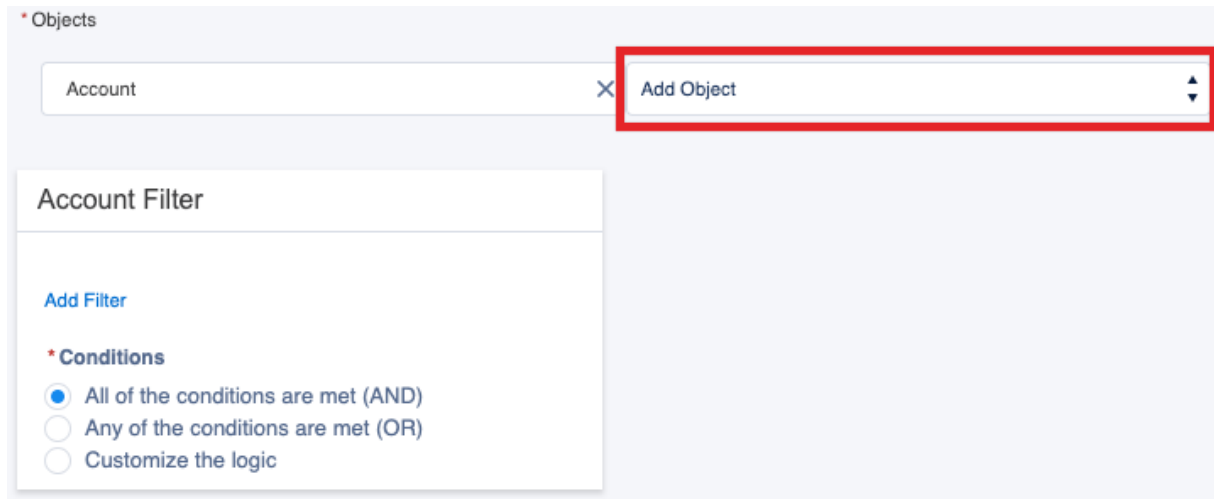 * Objects
Account × Add Object
Account Filter
Add Filter
* Conditions
All of the conditions are met (AND)
Any of the conditions are met (OR)
Customize the logic